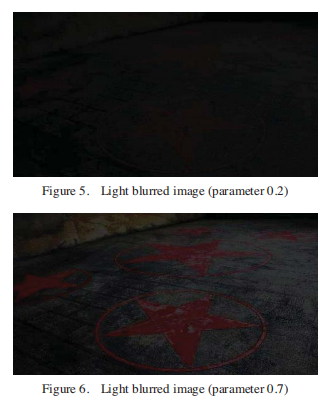 Figure 5. Light blurred image (parameter 0.2)
Figure 6. Light blurred image (parameter 0.7)